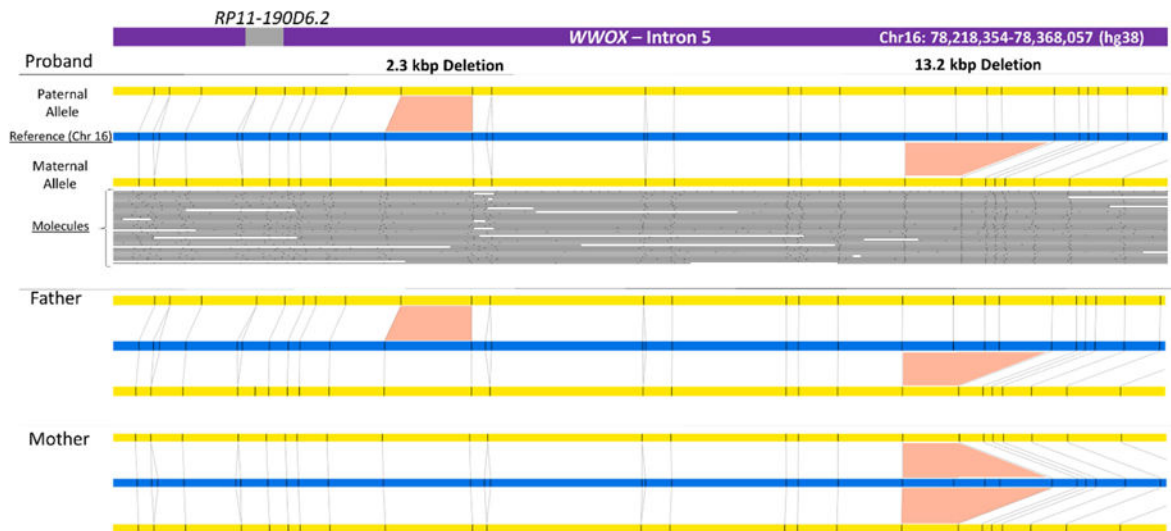 RP11-190D6.2
WWOX – Intron 5
Chr16: 78,218,354-78,368,057 (hg38)
Proband
2.3 kbp Deletion
13.2 kbp Deletion
Paternal
Allele
Reference (Chr 16)
Maternal
Allele
Molecules
Father
Mother